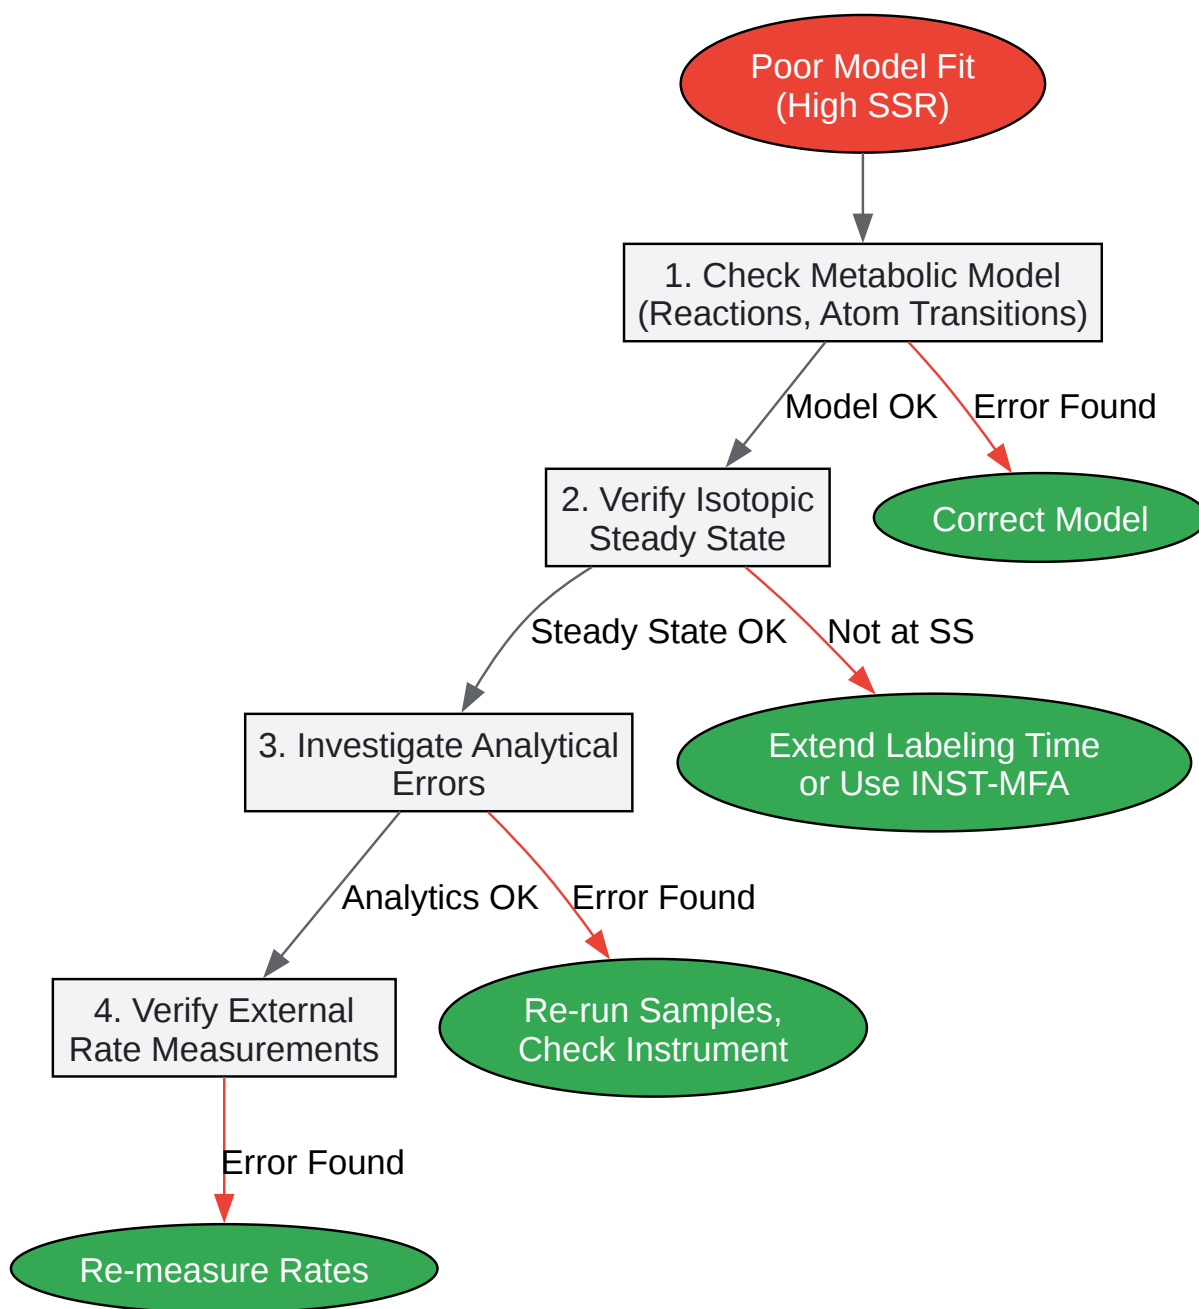 Poor Model Fit
(High SSR)
1. Check Metabolic Model
(Reactions, Atom Transitions)
Model OK
Error Found
2. Verify Isotopic
Steady State
Correct Model
Steady State OK
Not at SS
3. Investigate Analytical
Errors
Extend Labeling Time
or Use INST-MFA
Analytics OK
Error Found
4. Verify External
Rate Measurements
Re-run Samples,
Check Instrument
Error Found
Re-measure Rates